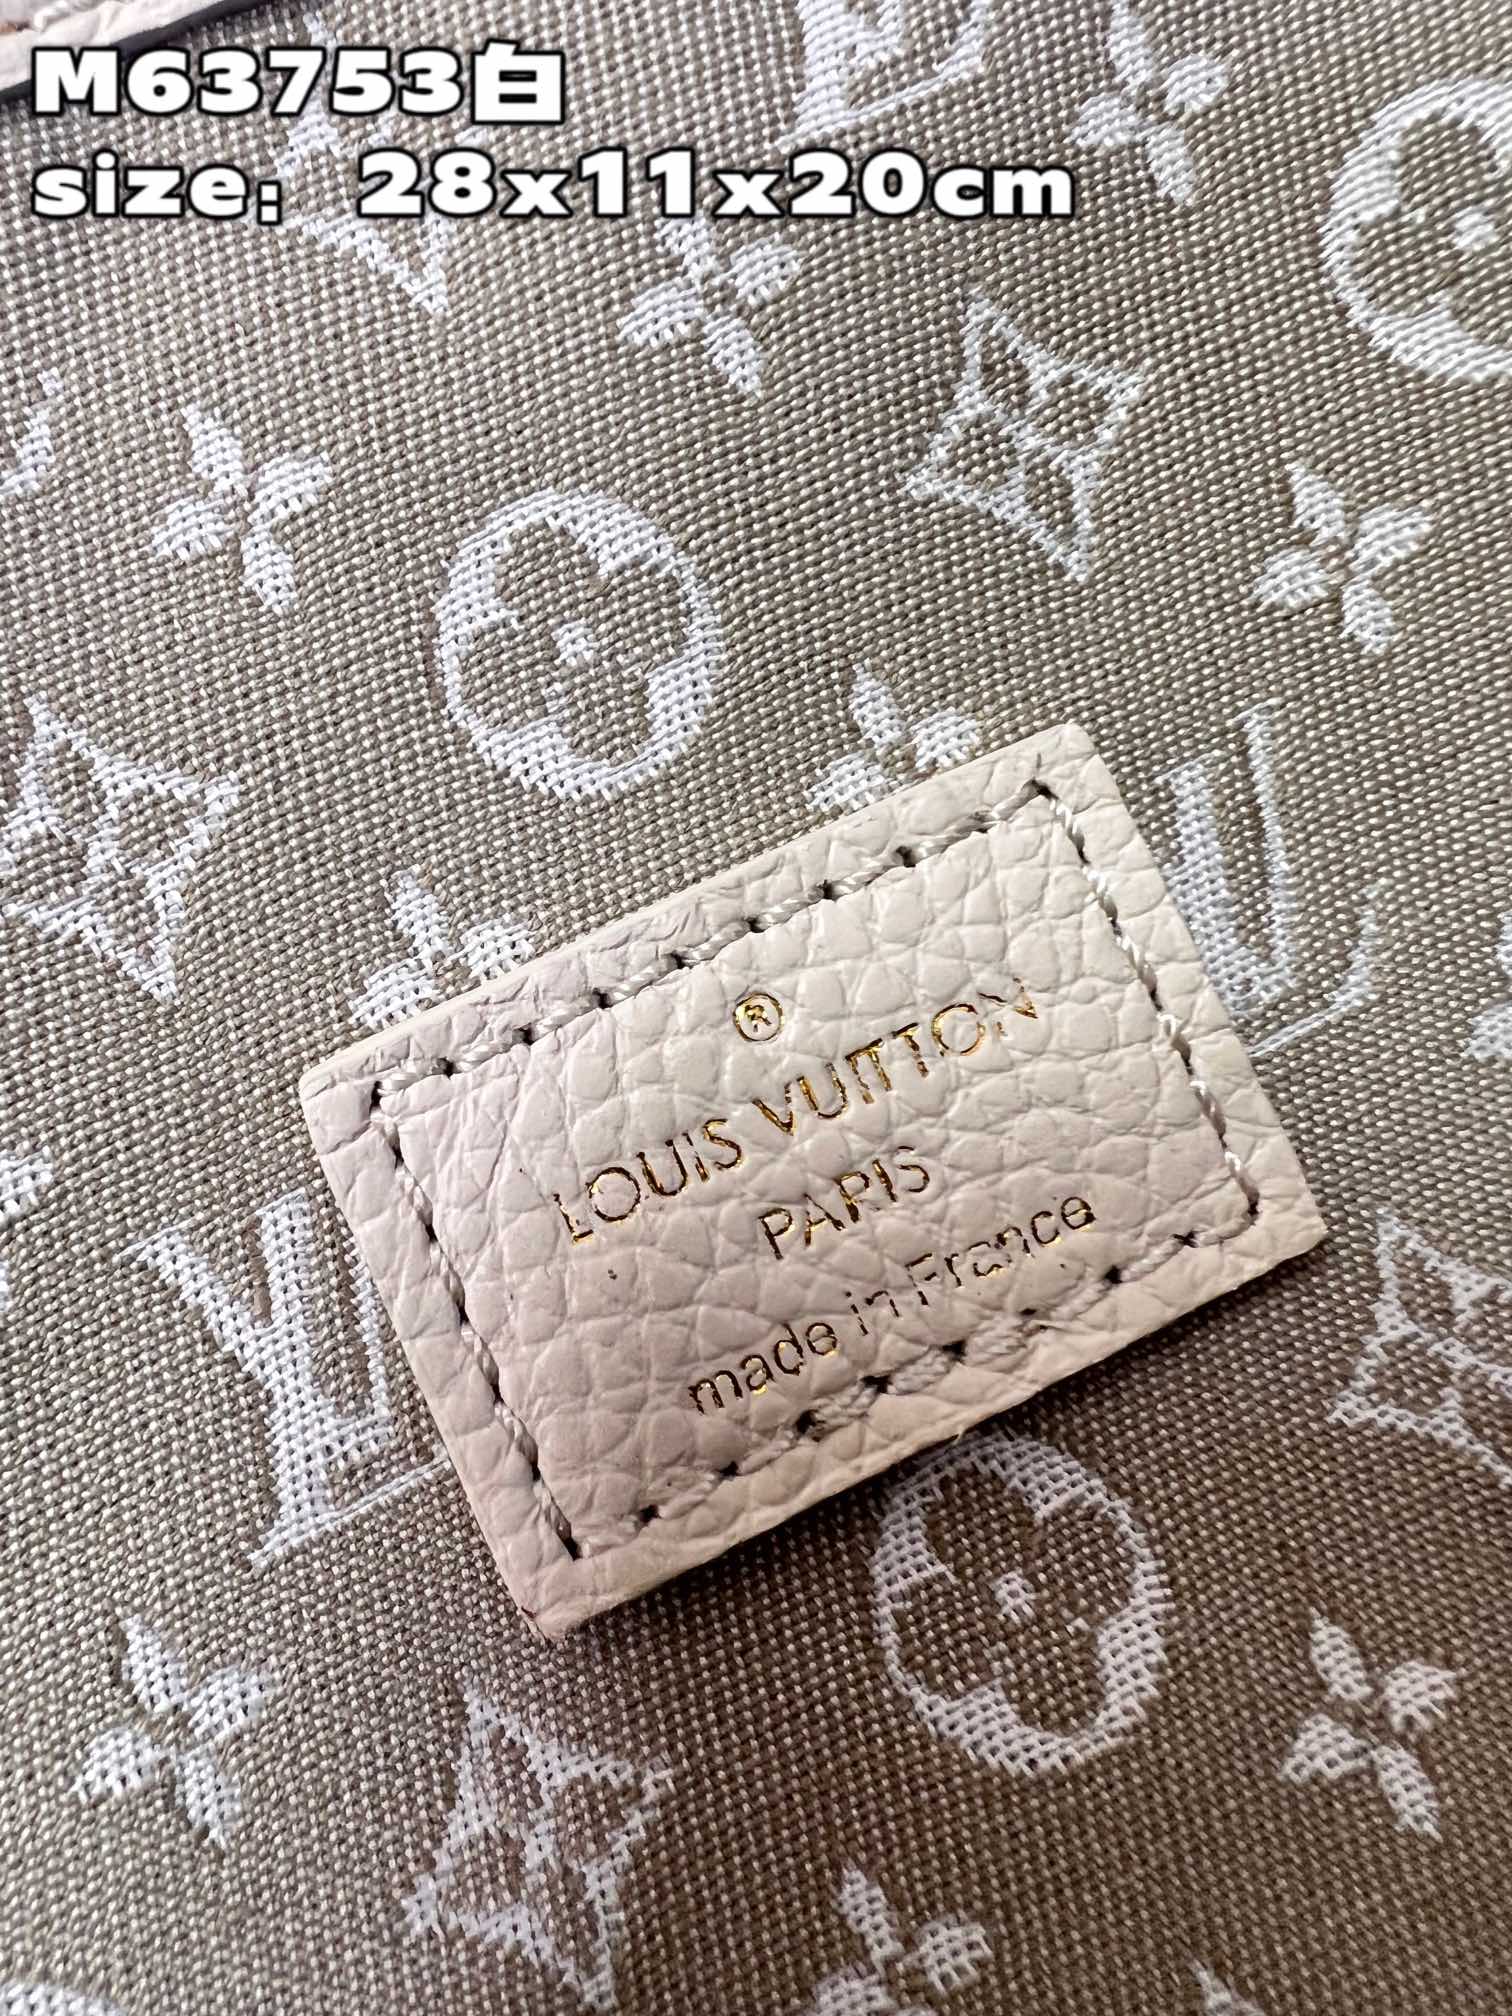 M63753白
size：28x11x20cm
®
LOUIS VUITTON
PARIS
made in France